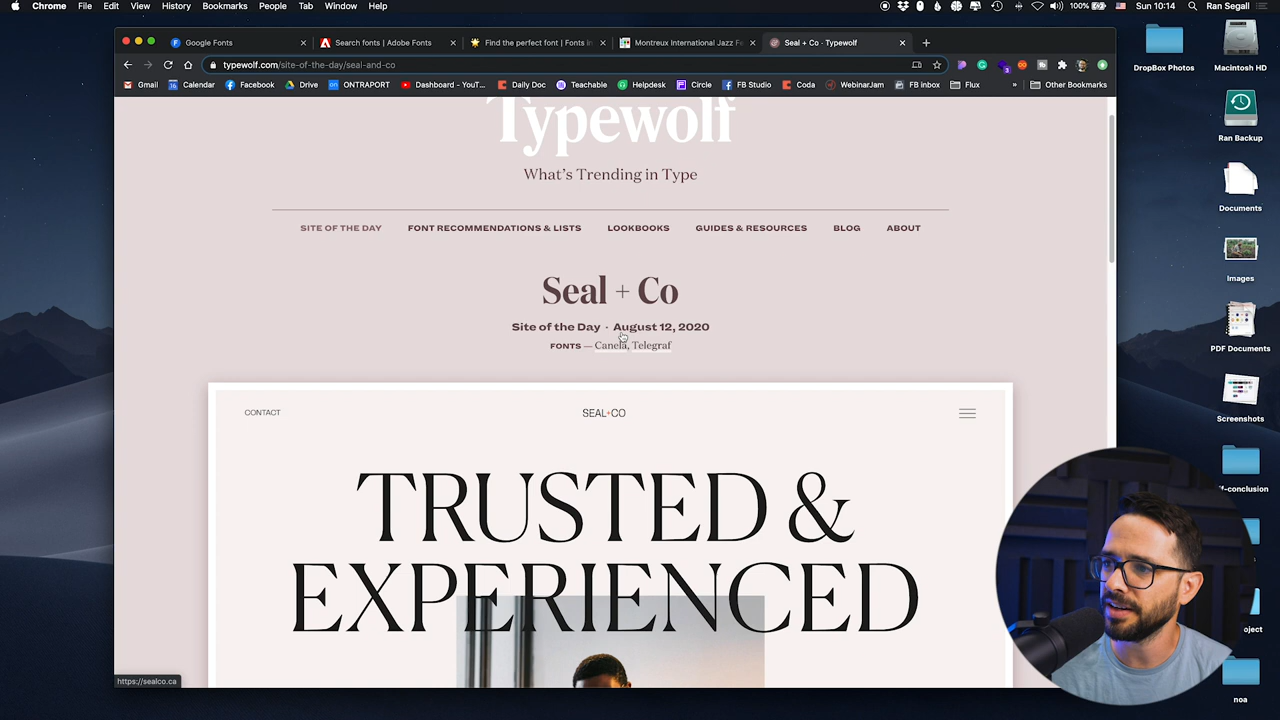 Chrome File Edit View History Bookmarks People Tab Window Help 100% Sun 10:14 Ran Segall
Google Fonts Search fonts | Adobe Fonts Find the perfect font | Fonts In Montreux International Jazz Fe Seal + Co · Typewolf
typewolf.com/site-of-the-day/seal-and-co
Gmail Calendar Facebook Drive ONTRAPORT Dashboard - YouT... Daily Doc Teachable Helpdesk Circle FB Studio Coda WebinarJam FB inbox Flux » Other Bookmarks
Typewolf
What's Trending in Type
SITE OF THE DAY FONT RECOMMENDATIONS & LISTS LOOKBOOKS GUIDES & RESOURCES BLOG ABOUT
Seal + Co
Site of the Day · August 12, 2020
FONTS — Canela, Telegraf
CONTACT SEAL+CO
TRUSTED &
EXPERIENCED
https://sealco.ca
DropBox Photos
Macintosh HD
Ran Backup
Documents
Images
PDF Documents
Screenshots
f-conclusion
oject
noa